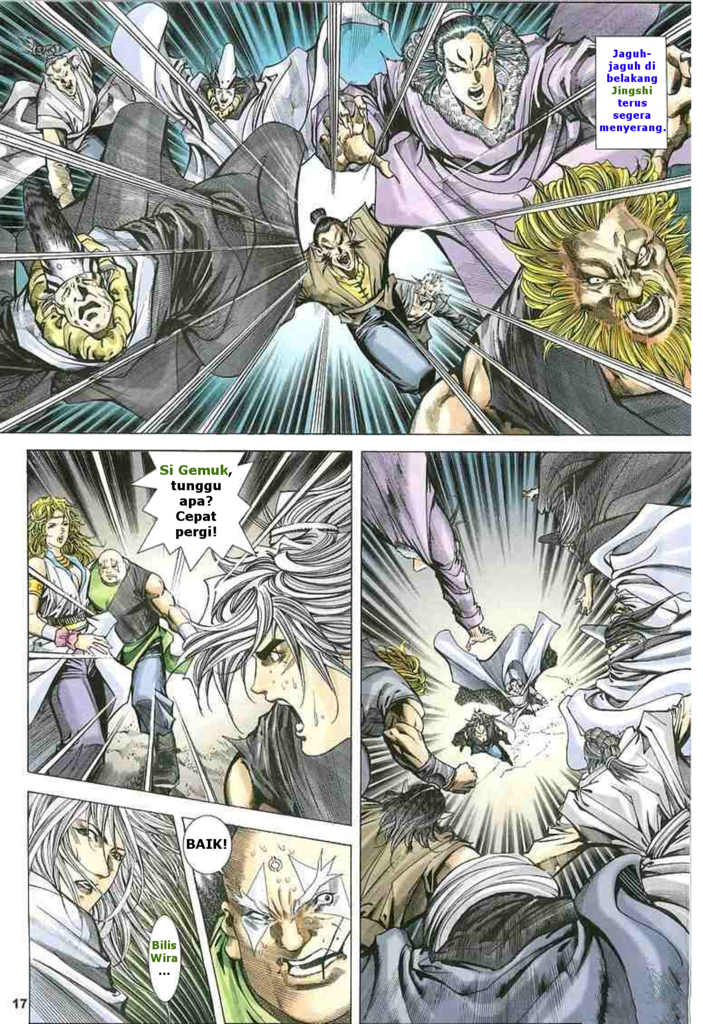 Jaguh-
jaguh di
belakang
Jingshi
terus
segera
menyerang.
Si Gemuk,
tunggu
apa?
Cepat
pergi!
BAIK!
Bilis
Wira
...
17